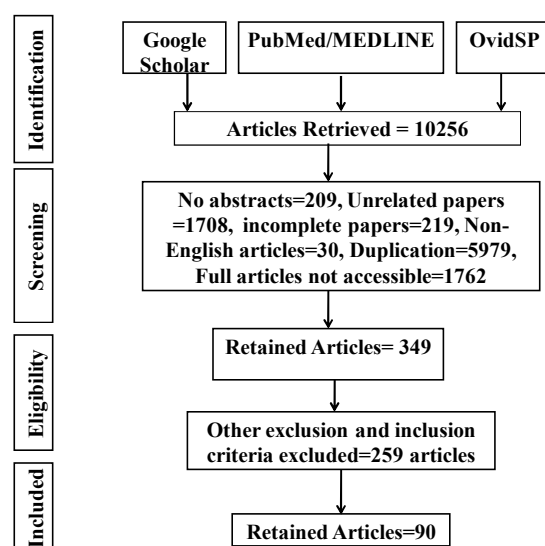 Identification
Google
Scholar
PubMed/MEDLINE
OvidSP
Articles Retrieved = 10256
Screening
No abstracts=209, Unrelated papers
=1708, incomplete papers=219, Non-
English articles=30, Duplication=5979,
Full articles not accessible=1762
Eligibility
Retained Articles= 349
Other exclusion and inclusion
criteria excluded=259 articles
Included
Retained Articles=90